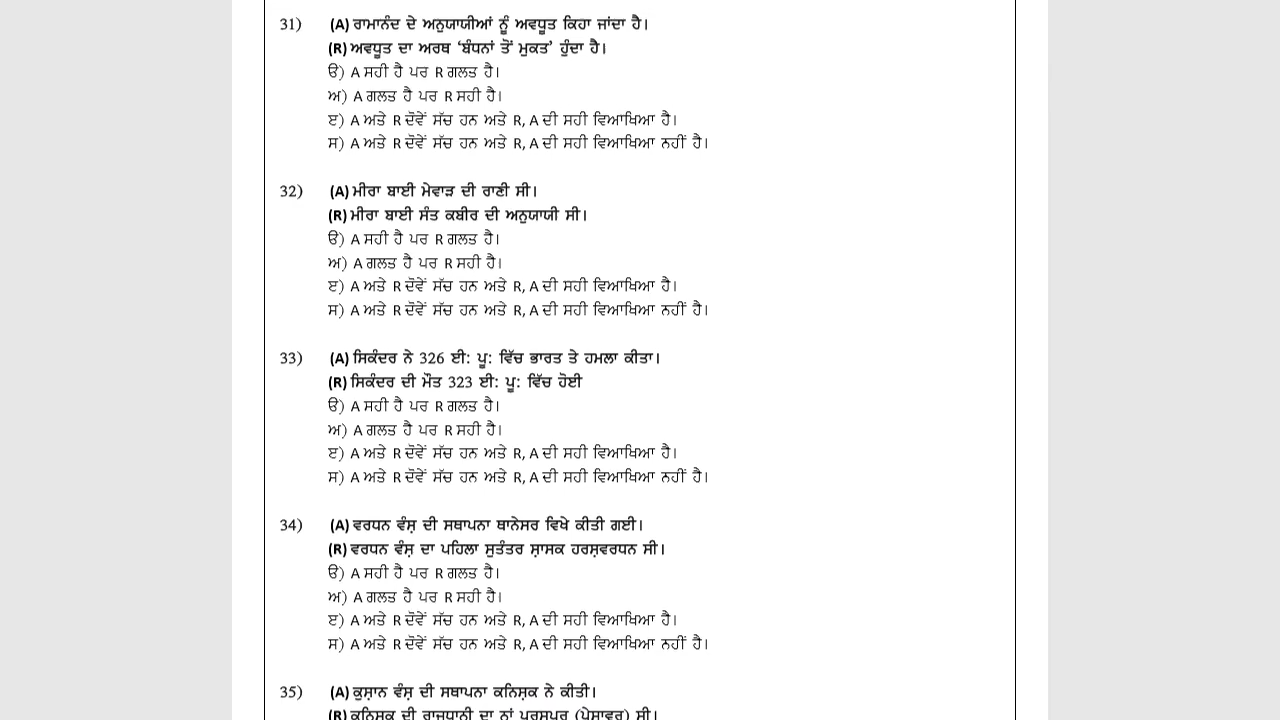 31) (A) ਰਾਮਾਨੰਦ ਦੇ ਅਨੁਯਾਯੀਆਂ ਨੂੰ ਅਵਧੂਤ ਕਿਹਾ ਜਾਂਦਾ ਹੈ।
(R) ਅਵਧੂਤ ਦਾ ਅਰਥ ‘ਬੰਧਨਾਂ ਤੋਂ ਮੁਕਤ’ ਹੁੰਦਾ ਹੈ।
ੳ) A ਸਹੀ ਹੈ ਪਰ R ਗਲਤ ਹੈ।
ਅ) A ਗਲਤ ਹੈ ਪਰ R ਸਹੀ ਹੈ।
ੲ) A ਅਤੇ R ਦੋਵੇਂ ਸੱਚ ਹਨ ਅਤੇ R, A ਦੀ ਸਹੀ ਵਿਆਖਿਆ ਹੈ।
ਸ) A ਅਤੇ R ਦੋਵੇਂ ਸੱਚ ਹਨ ਅਤੇ R, A ਦੀ ਸਹੀ ਵਿਆਖਿਆ ਨਹੀਂ ਹੈ।
32) (A) ਮੀਰਾ ਬਾਈ ਮੇਵਾੜ ਦੀ ਰਾਣੀ ਸੀ।
(R) ਮੀਰਾ ਬਾਈ ਸੰਤ ਕਬੀਰ ਦੀ ਅਨੁਯਾਯੀ ਸੀ।
ੳ) A ਸਹੀ ਹੈ ਪਰ R ਗਲਤ ਹੈ।
ਅ) A ਗਲਤ ਹੈ ਪਰ R ਸਹੀ ਹੈ।
ੲ) A ਅਤੇ R ਦੋਵੇਂ ਸੱਚ ਹਨ ਅਤੇ R, A ਦੀ ਸਹੀ ਵਿਆਖਿਆ ਹੈ।
ਸ) A ਅਤੇ R ਦੋਵੇਂ ਸੱਚ ਹਨ ਅਤੇ R, A ਦੀ ਸਹੀ ਵਿਆਖਿਆ ਨਹੀਂ ਹੈ।
33) (A) ਸਿਕੰਦਰ ਨੇ 326 ਈ: ਪੂ: ਵਿੱਚ ਭਾਰਤ ਤੇ ਹਮਲਾ ਕੀਤਾ।
(R) ਸਿਕੰਦਰ ਦੀ ਮੌਤ 323 ਈ: ਪੂ: ਵਿੱਚ ਹੋਈ
ੳ) A ਸਹੀ ਹੈ ਪਰ R ਗਲਤ ਹੈ।
ਅ) A ਗਲਤ ਹੈ ਪਰ R ਸਹੀ ਹੈ।
ੲ) A ਅਤੇ R ਦੋਵੇਂ ਸੱਚ ਹਨ ਅਤੇ R, A ਦੀ ਸਹੀ ਵਿਆਖਿਆ ਹੈ।
ਸ) A ਅਤੇ R ਦੋਵੇਂ ਸੱਚ ਹਨ ਅਤੇ R, A ਦੀ ਸਹੀ ਵਿਆਖਿਆ ਨਹੀਂ ਹੈ।
34) (A) ਵਰਧਨ ਵੰਸ਼ ਦੀ ਸਥਾਪਨਾ ਥਾਨੇਸਰ ਵਿਖੇ ਕੀਤੀ ਗਈ।
(R) ਵਰਧਨ ਵੰਸ਼ ਦਾ ਪਹਿਲਾ ਸੁਤੰਤਰ ਸ਼ਾਸਕ ਹਰਸ਼ਵਰਧਨ ਸੀ।
ੳ) A ਸਹੀ ਹੈ ਪਰ R ਗਲਤ ਹੈ।
ਅ) A ਗਲਤ ਹੈ ਪਰ R ਸਹੀ ਹੈ।
ੲ) A ਅਤੇ R ਦੋਵੇਂ ਸੱਚ ਹਨ ਅਤੇ R, A ਦੀ ਸਹੀ ਵਿਆਖਿਆ ਹੈ।
ਸ) A ਅਤੇ R ਦੋਵੇਂ ਸੱਚ ਹਨ ਅਤੇ R, A ਦੀ ਸਹੀ ਵਿਆਖਿਆ ਨਹੀਂ ਹੈ।
35) (A) ਕੁਸ਼ਾਨ ਵੰਸ਼ ਦੀ ਸਥਾਪਨਾ ਕਨਿਸ਼ਕ ਨੇ ਕੀਤੀ।
(R) ਕਨਿਸ਼ਕ ਦੀ ਰਾਜਧਾਨੀ ਦਾ ਨਾਂ (ਪੇਸ਼ਾਵਰ) ਸੀ।